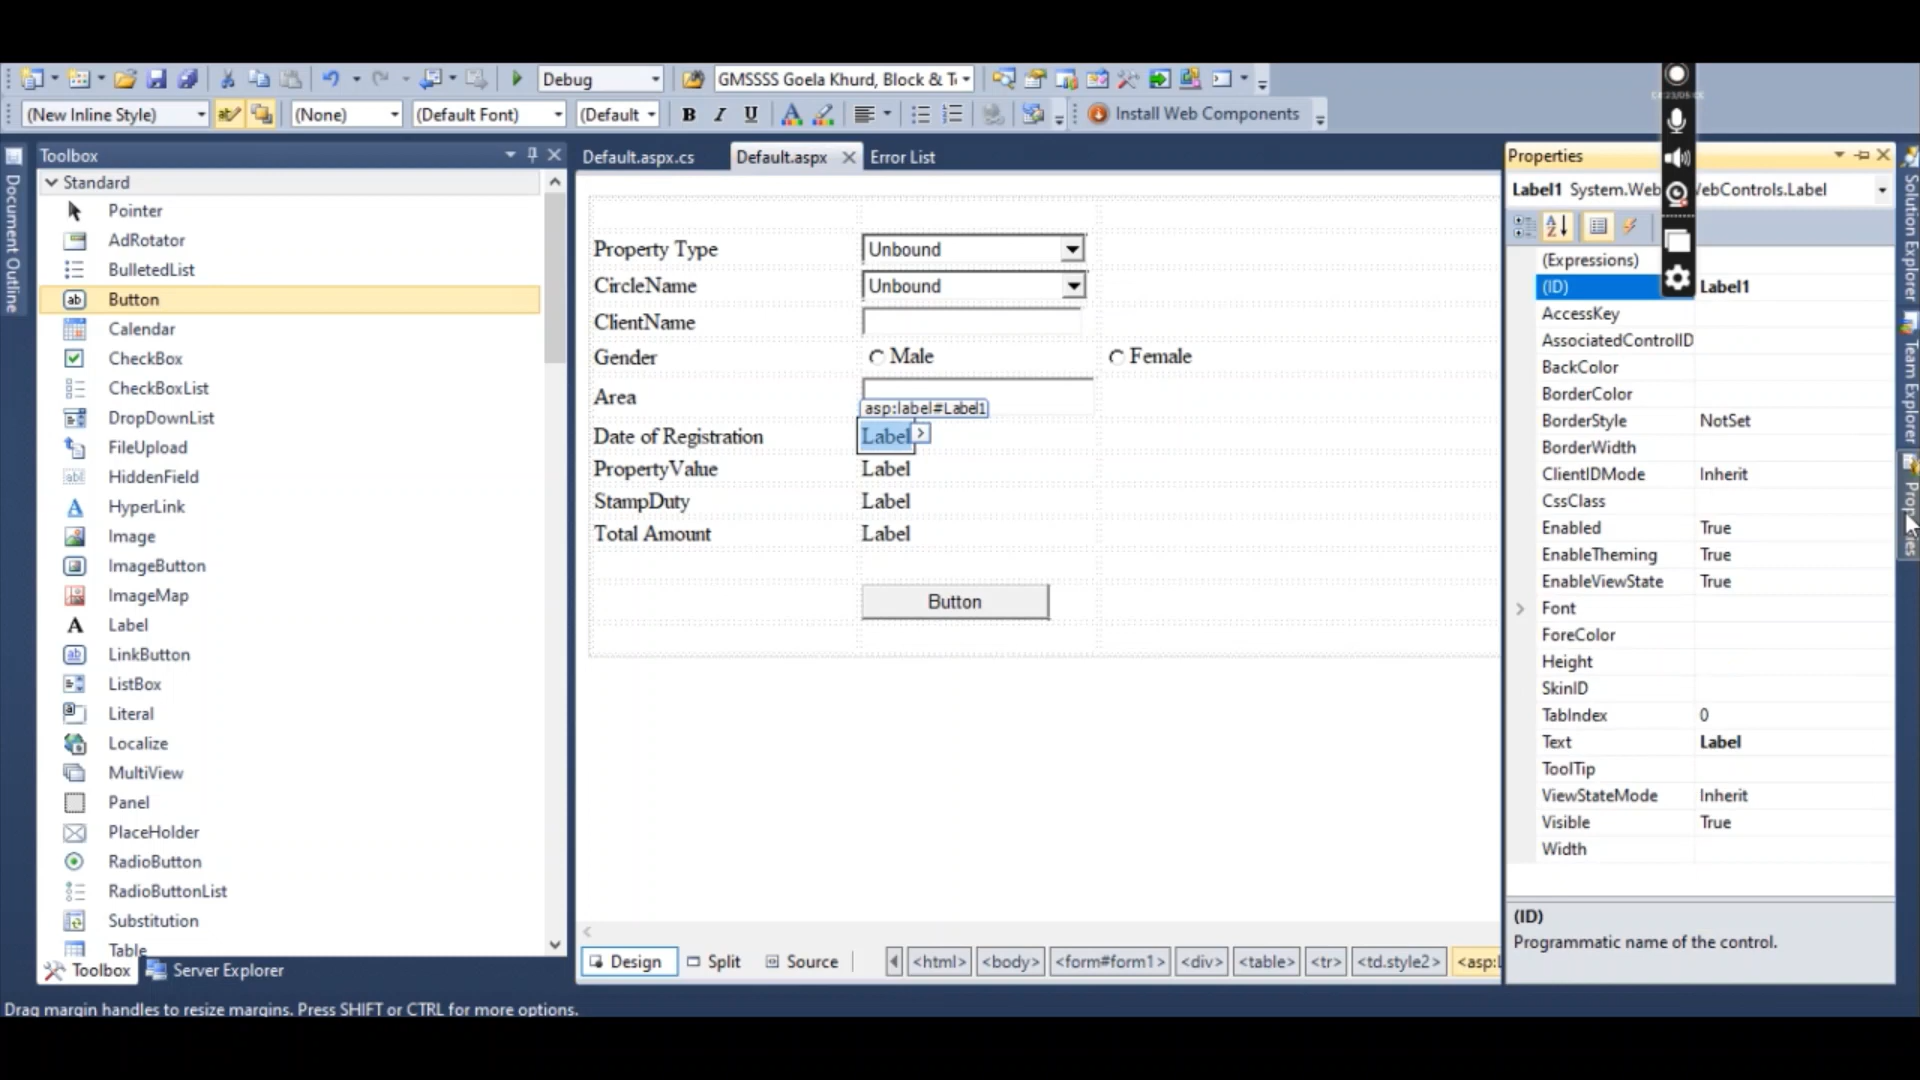 Debug
GMSSSS Goela Khurd, Block & T
(New Inline Style)
(None)
(Default Font)
(Default
B I U
Install Web Components
Toolbox
Default.aspx.cs
Default.aspx
Error List
Properties
Document Outline
Standard
Pointer
AdRotator
BulletedList
Button
Calendar
CheckBox
CheckBoxList
DropDownList
FileUpload
HiddenField
HyperLink
Image
ImageButton
ImageMap
Label
LinkButton
ListBox
Literal
Localize
MultiView
Panel
PlaceHolder
RadioButton
RadioButtonList
Substitution
Table
Toolbox
Server Explorer
Property Type
Unbound
CircleName
Unbound
ClientName
Gender
Male
Female
Area
asp:label#Label1
Date of Registration
Label
PropertyValue
Label
StampDuty
Label
Total Amount
Label
Button
Design
Split
Source
<html>
<body>
<form#form1>
<div>
<table>
<tr>
<td.style2>
<asp:l
Label1 System.Web ebControls.Label
(Expressions)
(ID) Label1
AccessKey
AssociatedControlID
BackColor
BorderColor
BorderStyle NotSet
BorderWidth
ClientIDMode Inherit
CssClass
Enabled True
EnableTheming True
EnableViewState True
Font
ForeColor
Height
SkinID
TabIndex 0
Text Label
ToolTip
ViewStateMode Inherit
Visible True
Width
(ID)
Programmatic name of the control.
Solution Explorer
Team Explorer
Properties
Drag margin handles to resize margins. Press SHIFT or CTRL for more options.